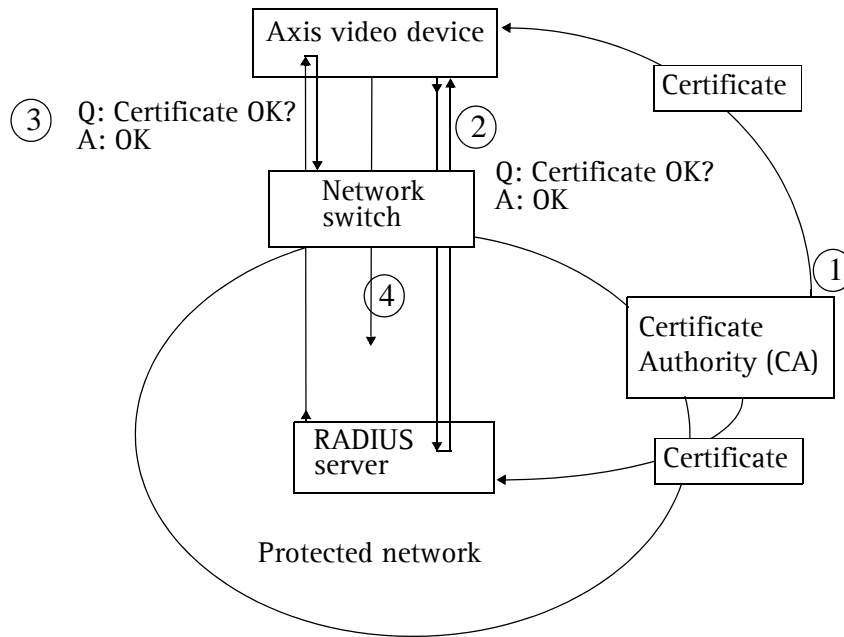 Axis video device
Certificate
3
Q: Certificate OK?
A: OK
2
Q: Certificate OK?
A: OK
Network
switch
1
4
Certificate
Authority (CA)
RADIUS
server
Certificate
Protected network